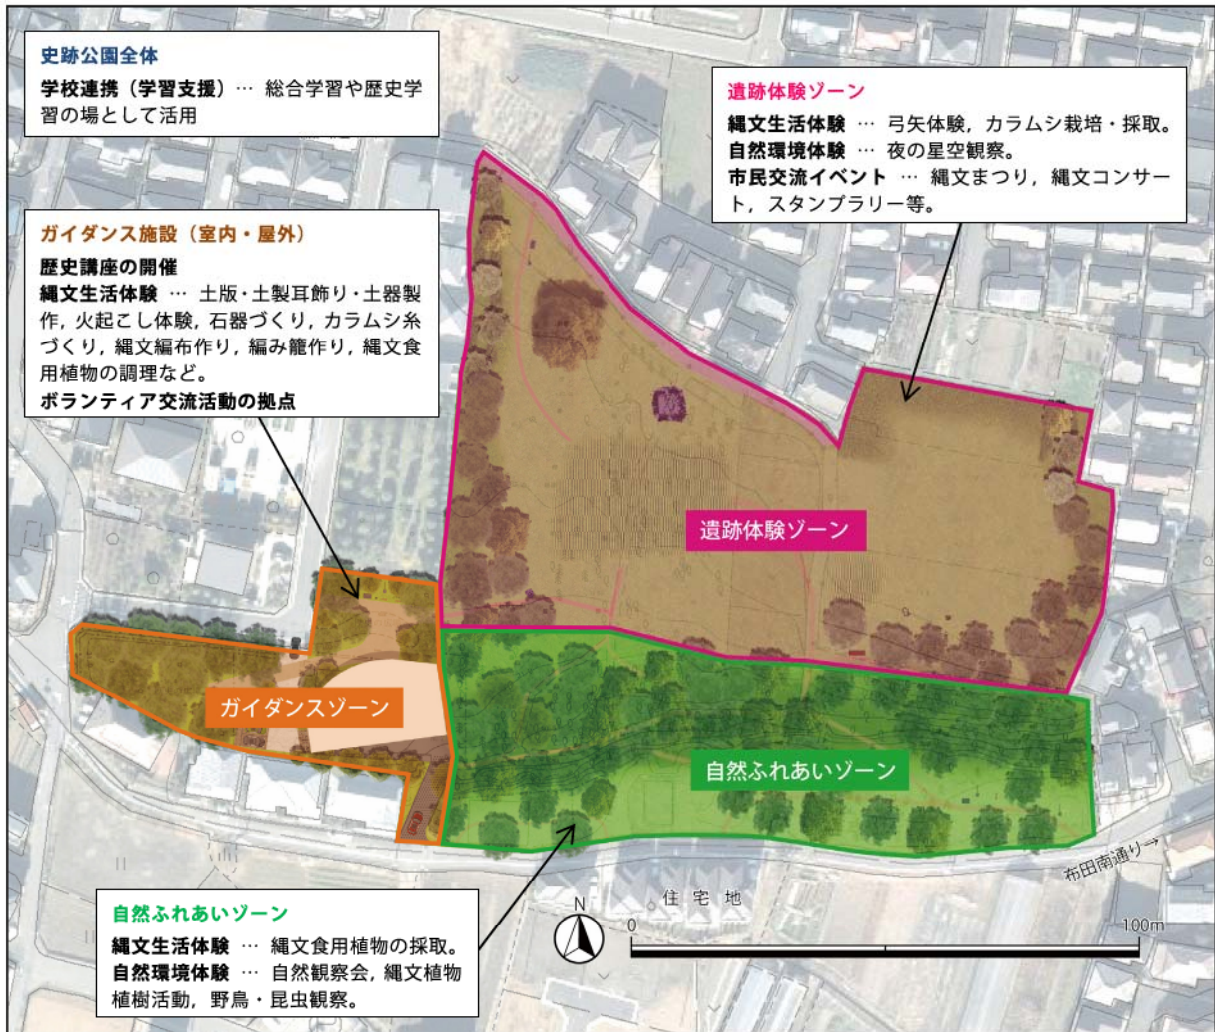 史跡公園全体
学校連携（学習支援）… 総合学習や歴史学
習の場として活用
遺跡体験ゾーン
縄文生活体験 … 弓矢体験，カラムシ栽培・採取。
自然環境体験 … 夜の星空観察。
市民交流イベント … 縄文まつり，縄文コンサー
ト，スタンプラリー等。
ガイダンス施設（室内・屋外）
歴史講座の開催
縄文生活体験 … 土版・土製耳飾り・土器製
作，火起こし体験，石器づくり，カラムシ糸
づくり，縄文編布作り，編み籠作り，縄文食
用植物の調理など。
ボランティア交流活動の拠点
遺跡体験ゾーン
ガイダンスゾーン
自然ふれあいゾーン
布田南通り→
住宅地
N
0
100m
自然ふれあいゾーン
縄文生活体験 … 縄文食用植物の採取。
自然環境体験 … 自然観察会，縄文植物
植樹活動，野鳥・昆虫観察。